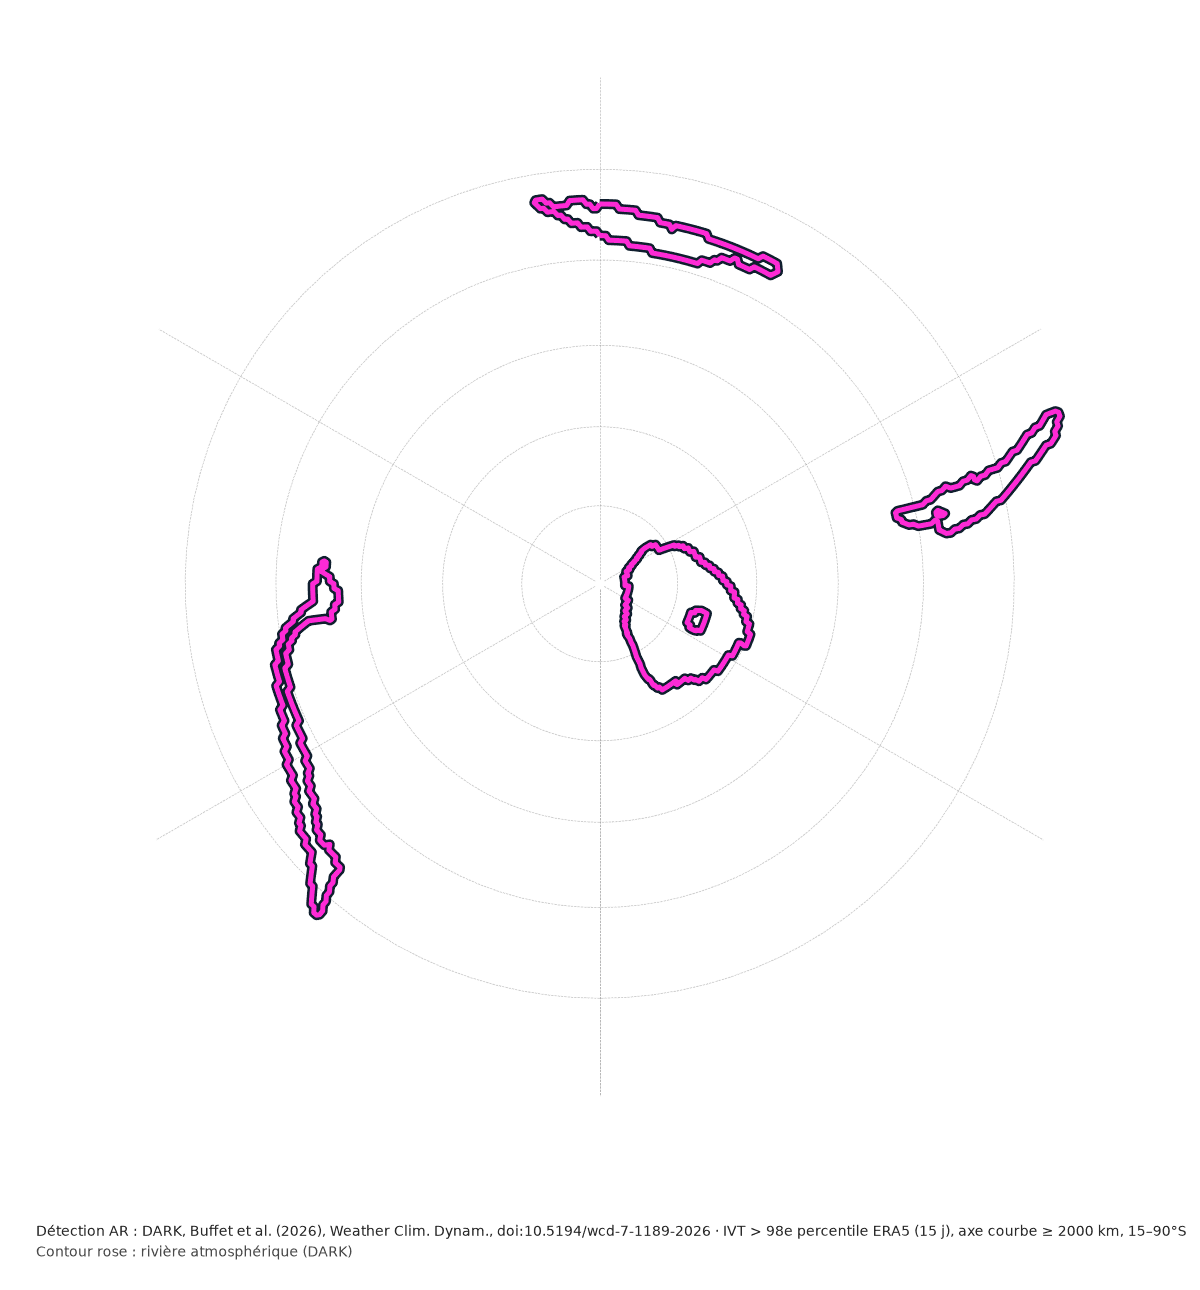 Détection AR : DARK, Buffet et al. (2026), Weather Clim. Dynam., doi:10.5194/wcd-7-1189-2026 · IVT > 98e percentile ERA5 (15 j), axe courbe ≥ 2000 km, 15–90°S
Contour rose : rivière atmosphérique (DARK)